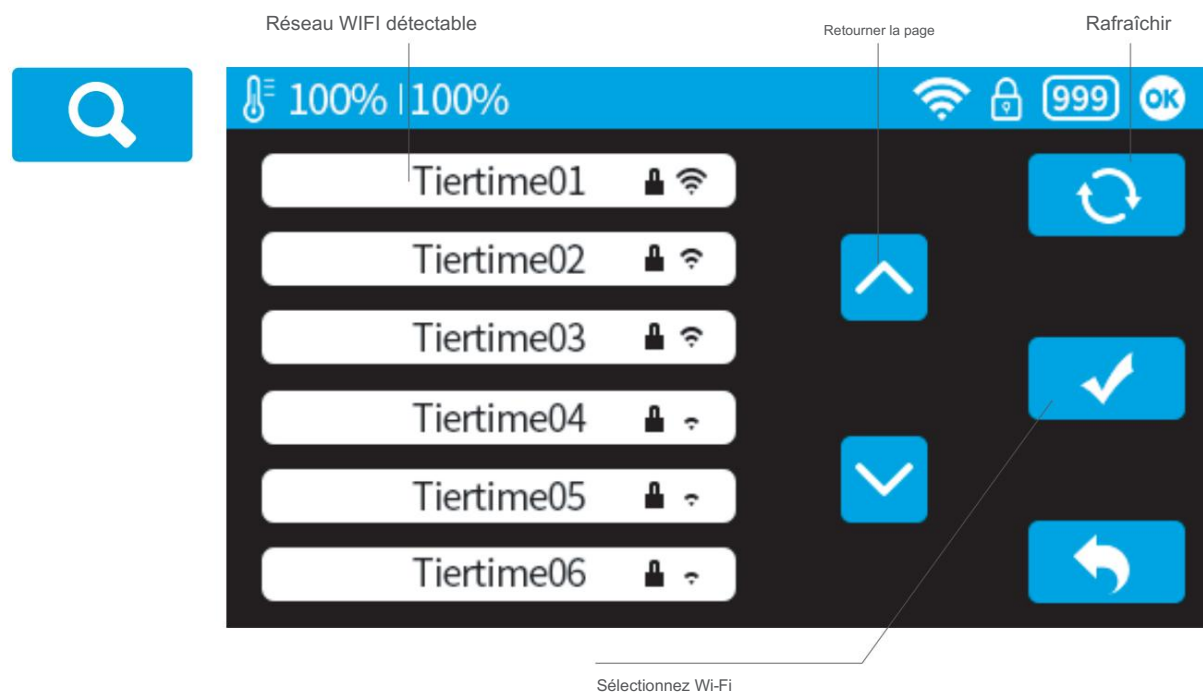 Réseau WIFI détectable
Retourner la page
Rafraîchir
100% | 100%
999
OK
Tiertime01
Tiertime02
Tiertime03
Tiertime04
Tiertime05
Tiertime06
Sélectionnez Wi-Fi